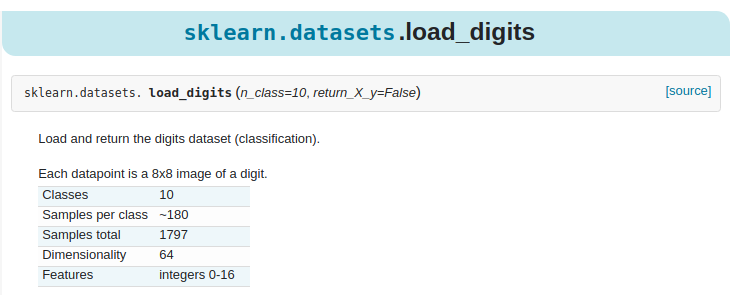 sklearn.datasets.load_digits
sklearn.datasets. load_digits (n_class=10, return_X_y=False) [source]
Load and return the digits dataset (classification).
Each datapoint is a 8x8 image of a digit.
Classes 10
Samples per class ~180
Samples total 1797
Dimensionality 64
Features integers 0-16